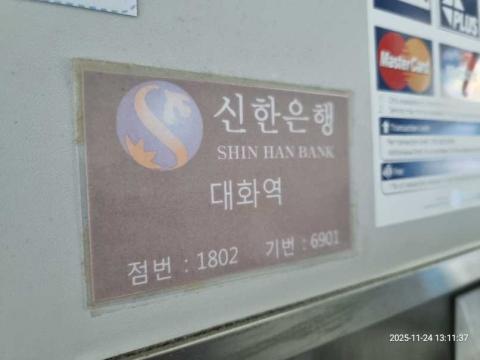 신한은행
SHIN HAN BANK
대화역
점번 : 1802 기번 : 6901
PLUS
MasterCard
2025-11-24 13:11:37